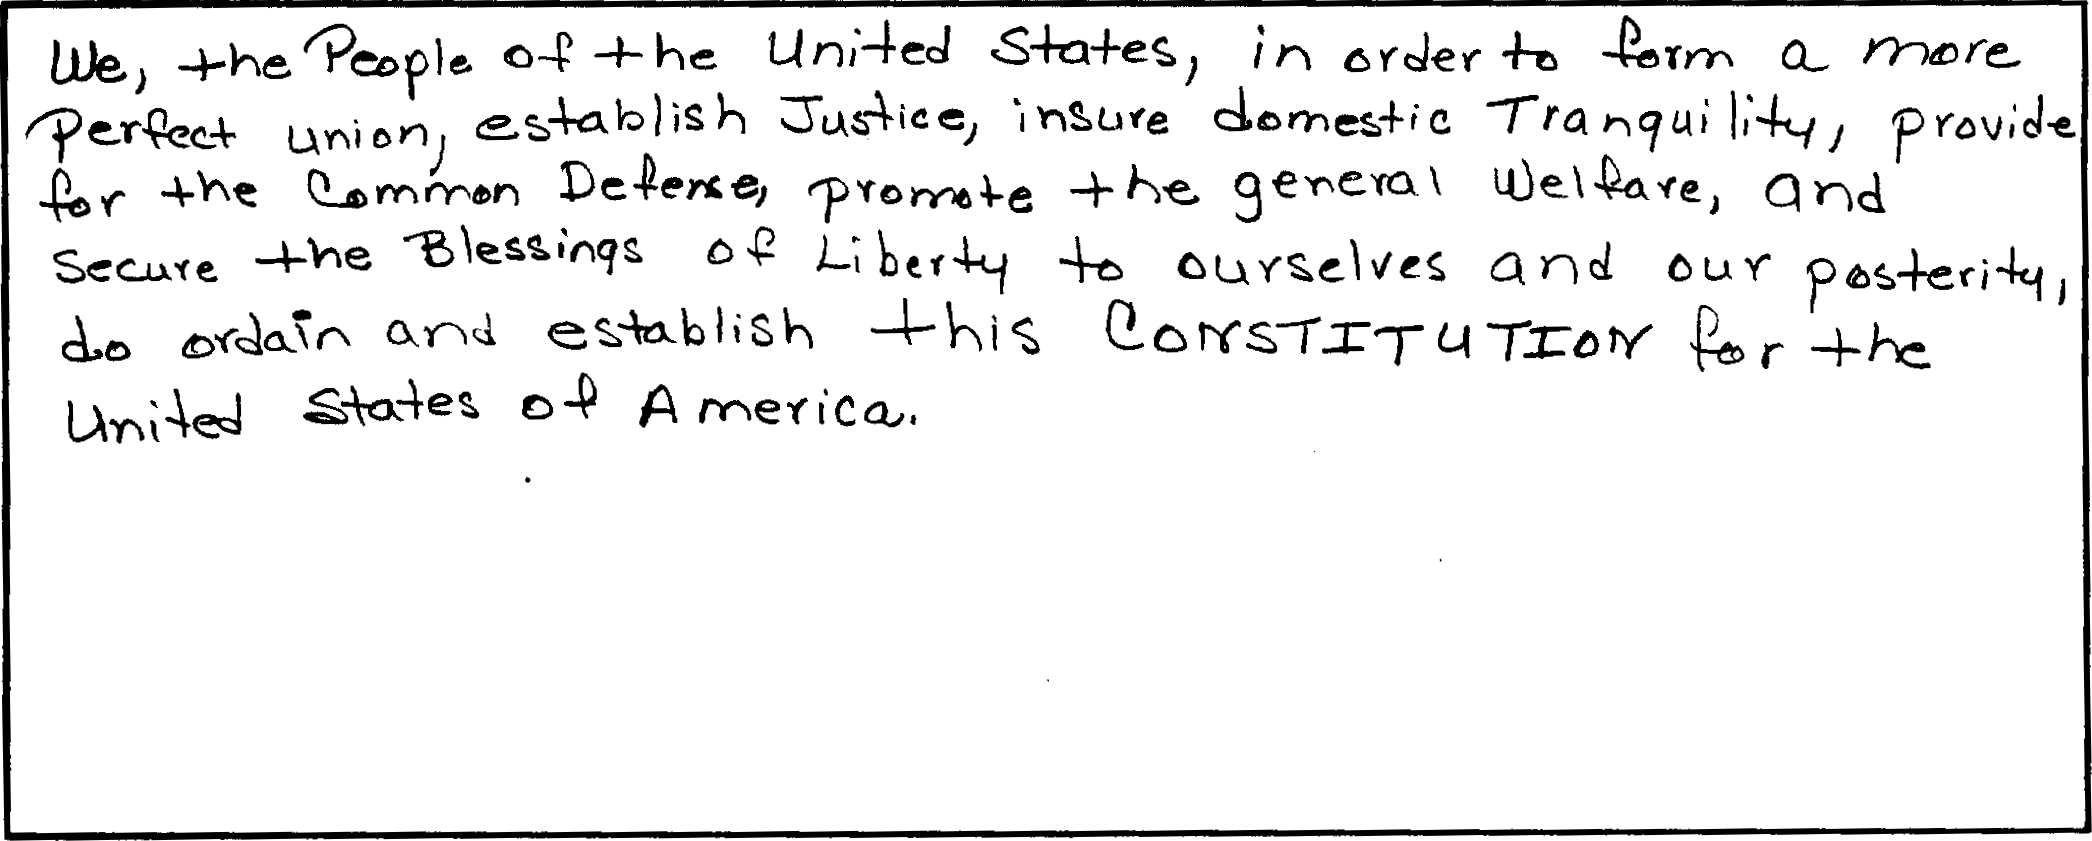 We, the People of the United States, in order to form a more
Perfect union, establish Justice, insure domestic Tranquility, provide
for the Common Defense, promote the general Welfare, and
Secure the Blessings of Liberty to ourselves and our posterity,
do ordain and establish this CONSTITUTION for the
United States of America.